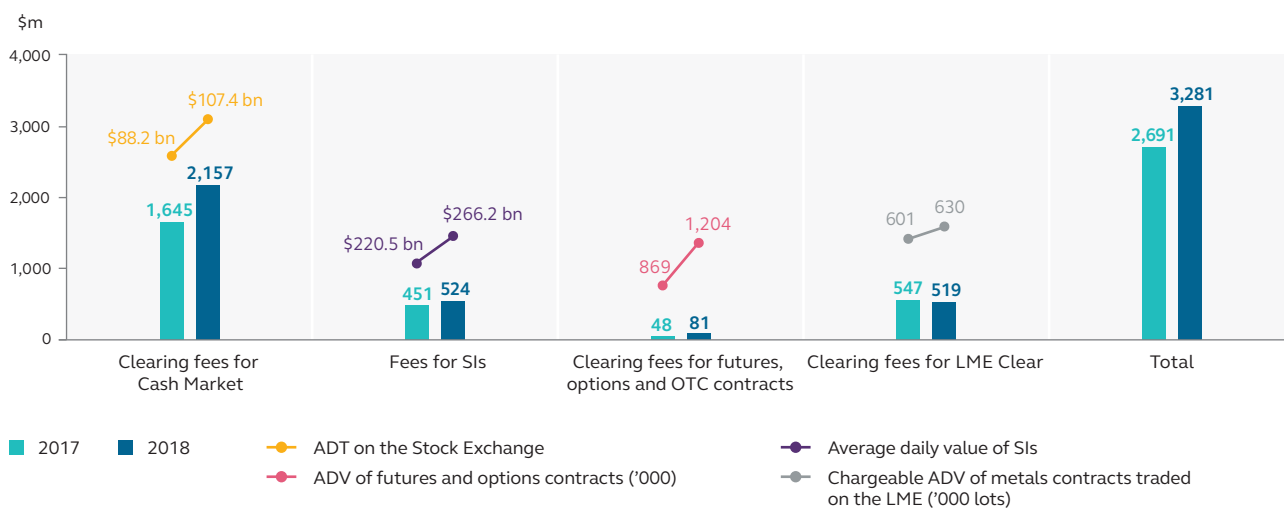 $m
4,000
3,000
2,000
1,000
0
$88.2 bn
$107.4 bn
1,645
2,157
$220.5 bn
$266.2 bn
451
524
869
1,204
48
81
601
630
547
519
2,691
3,281
Clearing fees for
Cash Market
Fees for SIs
Clearing fees for futures,
options and OTC contracts
Clearing fees for LME Clear
Total
2017
2018
ADT on the Stock Exchange
ADV of futures and options contracts ('000)
Average daily value of SIs
Chargeable ADV of metals contracts traded
on the LME ('000 lots)